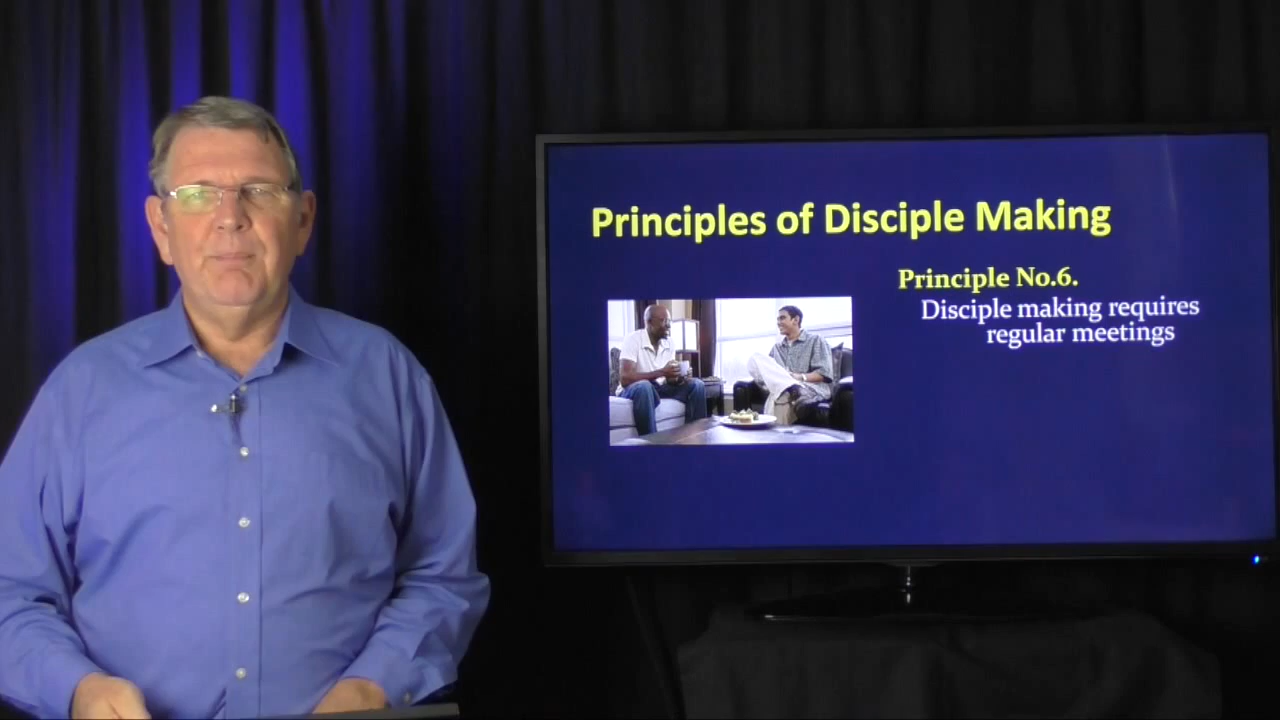 Principles of Disciple Making
Principle No.6.
Disciple making requires
regular meetings